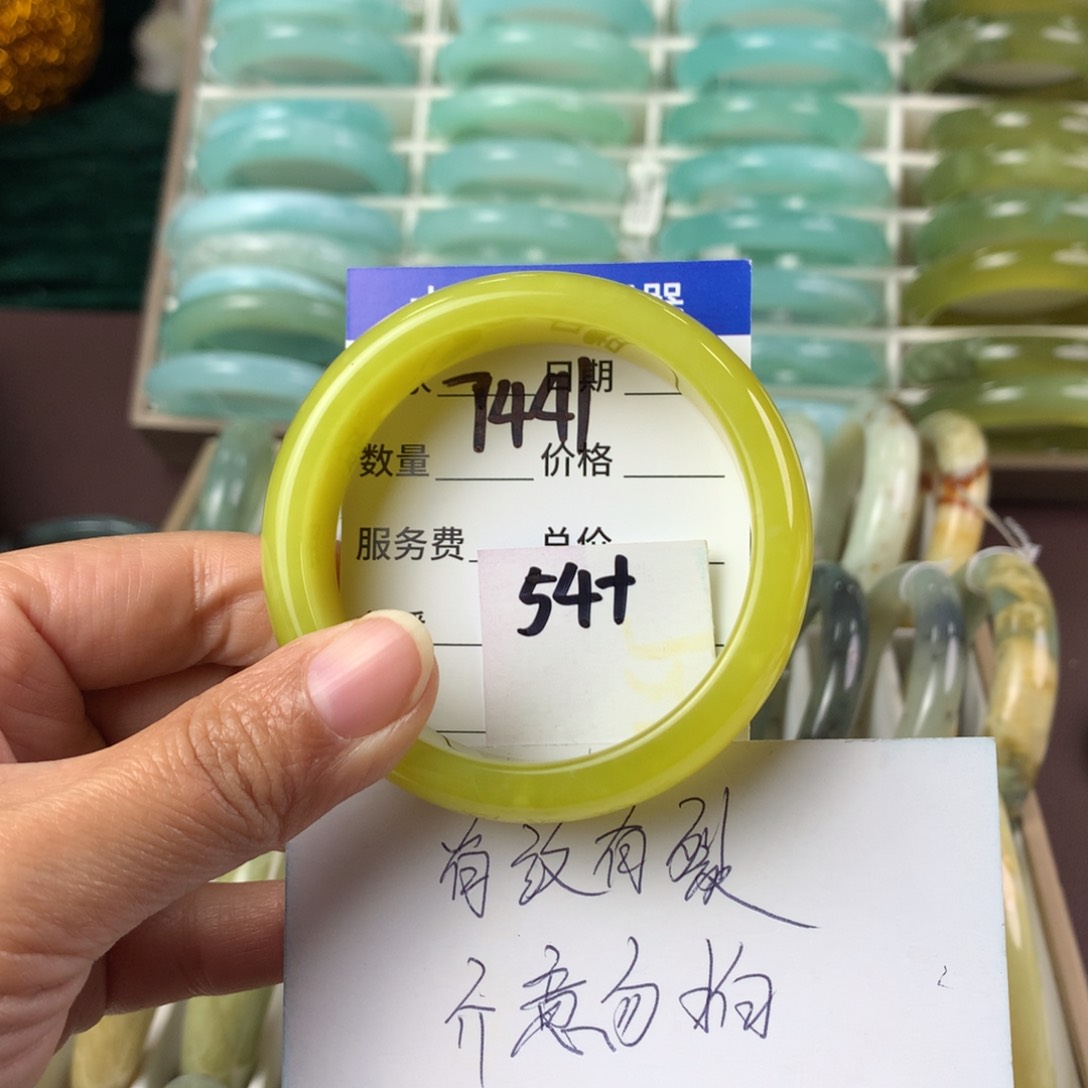 7441
日期
数量 价格
服务费 总价
54+
有纹有裂
介意勿拍